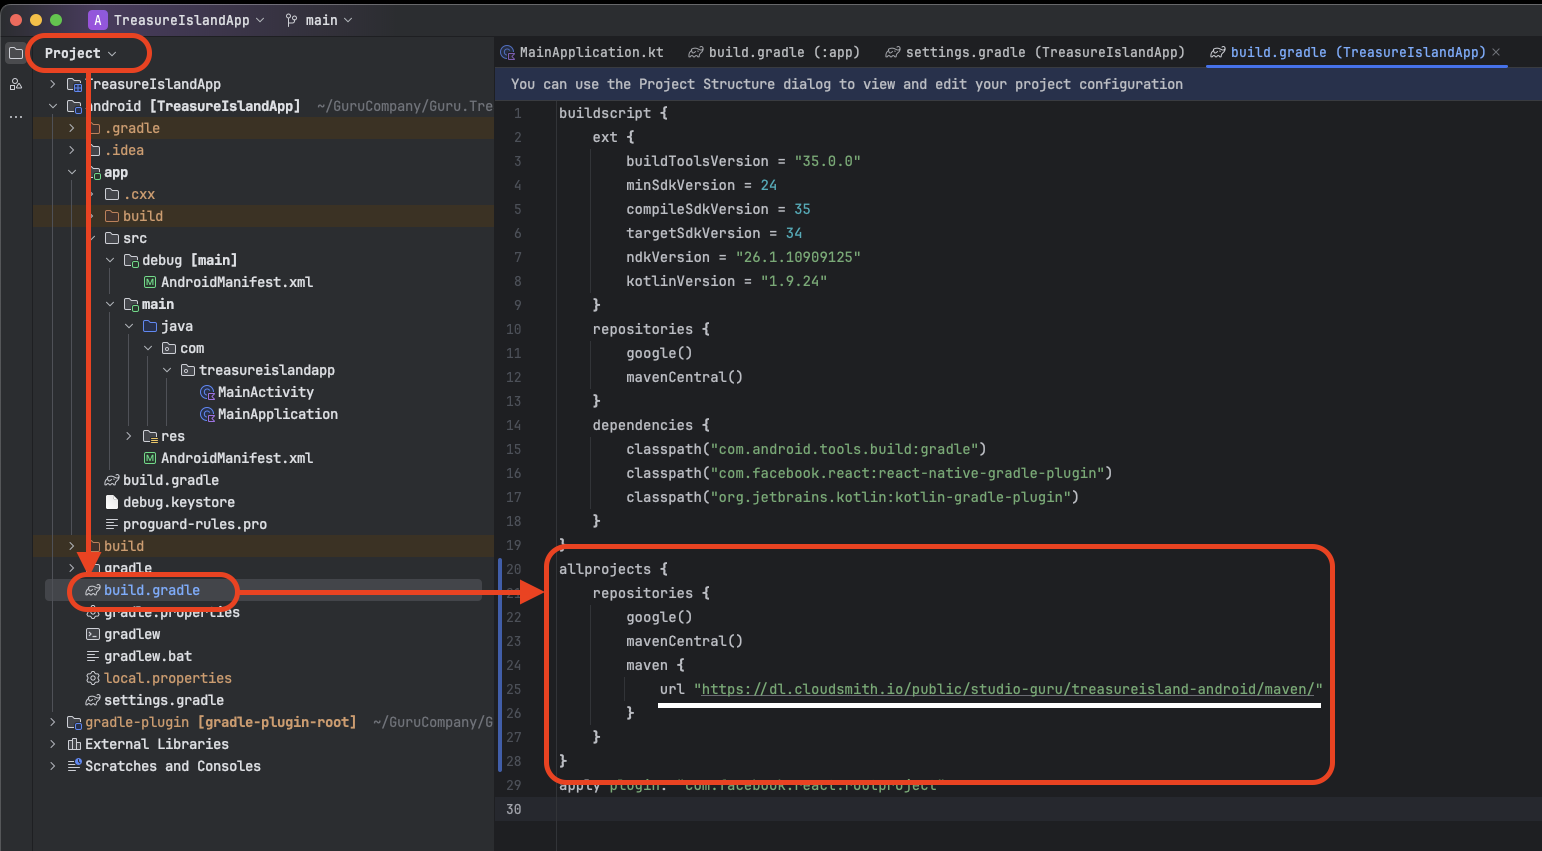 A TreasureIslandApp main
Project
TreasureIslandApp
android [TreasureIslandApp] ~/GuruCompany/Guru.Tre
.gradle
.idea
app
.cxx
build
src
debug [main]
AndroidManifest.xml
main
java
com
treasureislandapp
MainActivity
MainApplication
res
AndroidManifest.xml
build.gradle
debug.keystore
proguard-rules.pro
build
gradle
build.gradle
gradle.properties
gradlew
gradlew.bat
local.properties
settings.gradle
gradle-plugin [gradle-plugin-root] ~/GuruCompany/G
External Libraries
Scratches and Consoles
MainApplication.kt build.gradle (:app) settings.gradle (TreasureIslandApp) build.gradle (TreasureIslandApp)
You can use the Project Structure dialog to view and edit your project configuration
1 buildscript {
2 ext {
3 buildToolsVersion = "35.0.0"
4 minSdkVersion = 24
5 compileSdkVersion = 35
6 targetSdkVersion = 34
7 ndkVersion = "26.1.10909125"
8 kotlinVersion = "1.9.24"
9 }
10 repositories {
11 google()
12 mavenCentral()
13 }
14 dependencies {
15 classpath("com.android.tools.build:gradle")
16 classpath("com.facebook.react:react-native-gradle-plugin")
17 classpath("org.jetbrains.kotlin:kotlin-gradle-plugin")
18 }
19 }
20 allprojects {
21 repositories {
22 google()
23 mavenCentral()
24 maven {
25 url "https://dl.cloudsmith.io/public/studio-guru/treasureisland-android/maven/"
26 }
27 }
28 }
29 apply plugin: "com.facebook.react.rootproject"
30